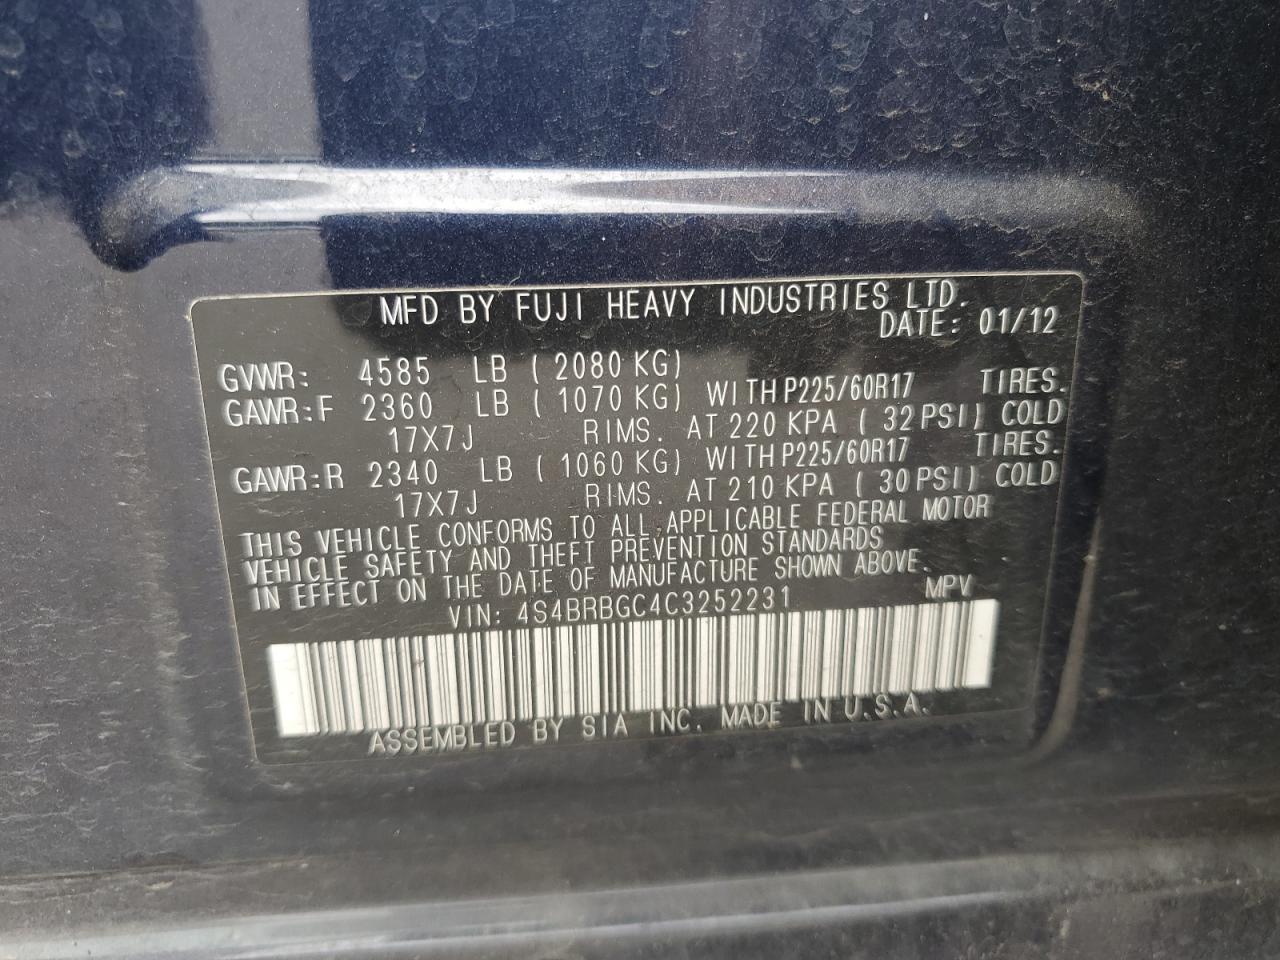 MFD BY FUJI HEAVY INDUSTRIES LTD.
DATE: 01/12
GVWR: 4585 LB ( 2080 KG)
GAWR:F 2360 LB ( 1070 KG) WITH P225/60R17 TIRES.
17X7J RIMS. AT 220 KPA ( 32 PSI) COLD
GAWR:R 2340 LB ( 1060 KG) WITH P225/60R17 TIRES.
17X7J RIMS. AT 210 KPA ( 30 PSI) COLD
THIS VEHICLE CONFORMS TO ALL APPLICABLE FEDERAL MOTOR
VEHICLE SAFETY AND THEFT PREVENTION STANDARDS
IN EFFECT ON THE DATE OF MANUFACTURE SHOWN ABOVE.
VIN: 4S4BRBGC4C3252231 MPV
ASSEMBLED BY SIA INC. MADE IN U.S.A.